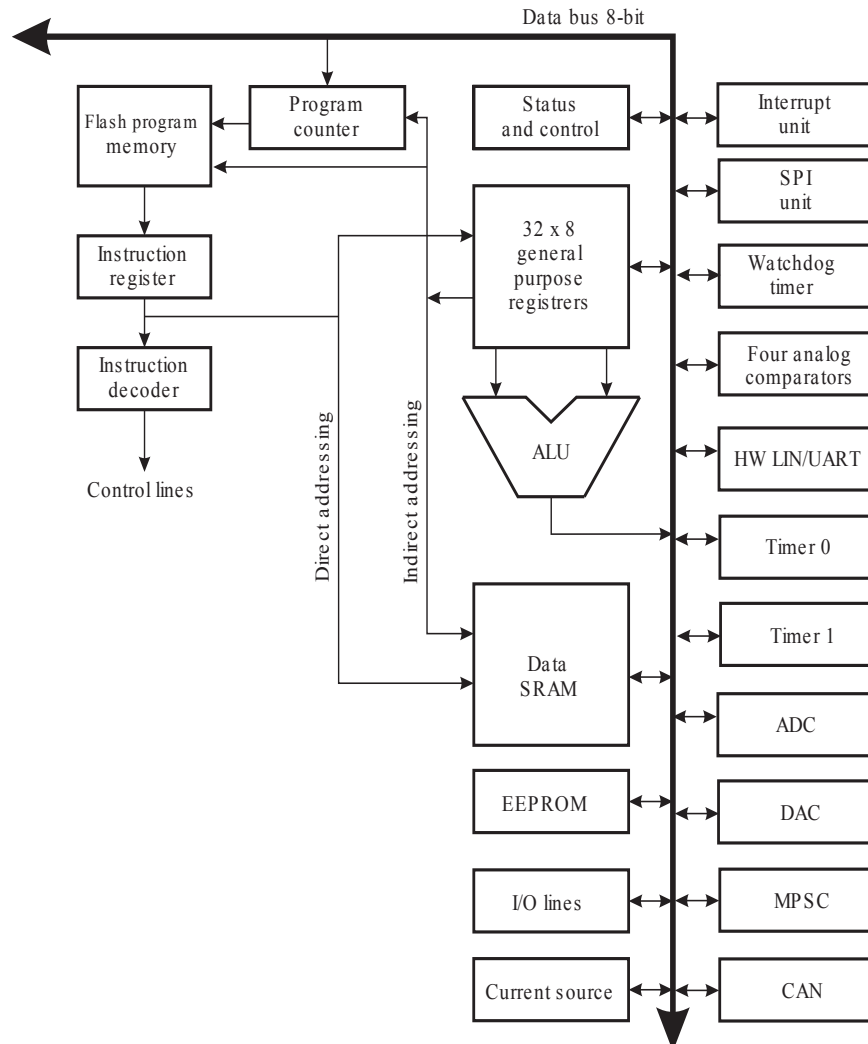 Data bus 8-bit
Flash program
memory
Program
counter
Status
and control
Interrupt
unit
SPI
unit
Instruction
register
32 x 8
general
purpose
registrers
Watchdog
timer
Instruction
decoder
Four analog
comparators
Control lines
Direct addressing
Indirect addressing
ALU
HW LIN/UART
Timer 0
Data
SRAM
Timer 1
ADC
EEPROM
DAC
I/O lines
MPSC
Current source
CAN